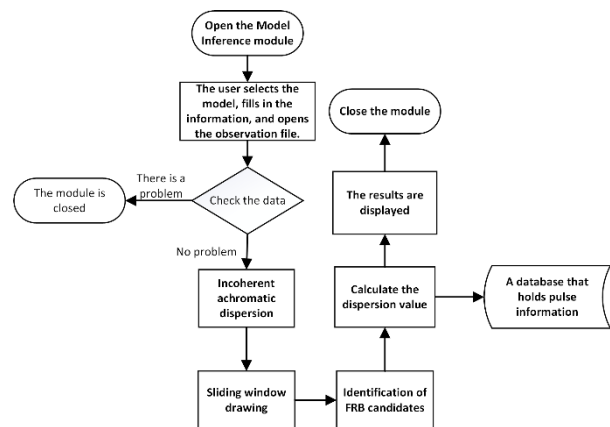 Open the Model
Inference module
The user selects the
model, fills in the
information, and opens
the observation file.
There is a
problem
Check the data
The module is
closed
No problem
Incoherent
achromatic
dispersion
Sliding window
drawing
Identification of
FRB candidates
Calculate the
dispersion value
A database that
holds pulse
information
The results are
displayed
Close the module